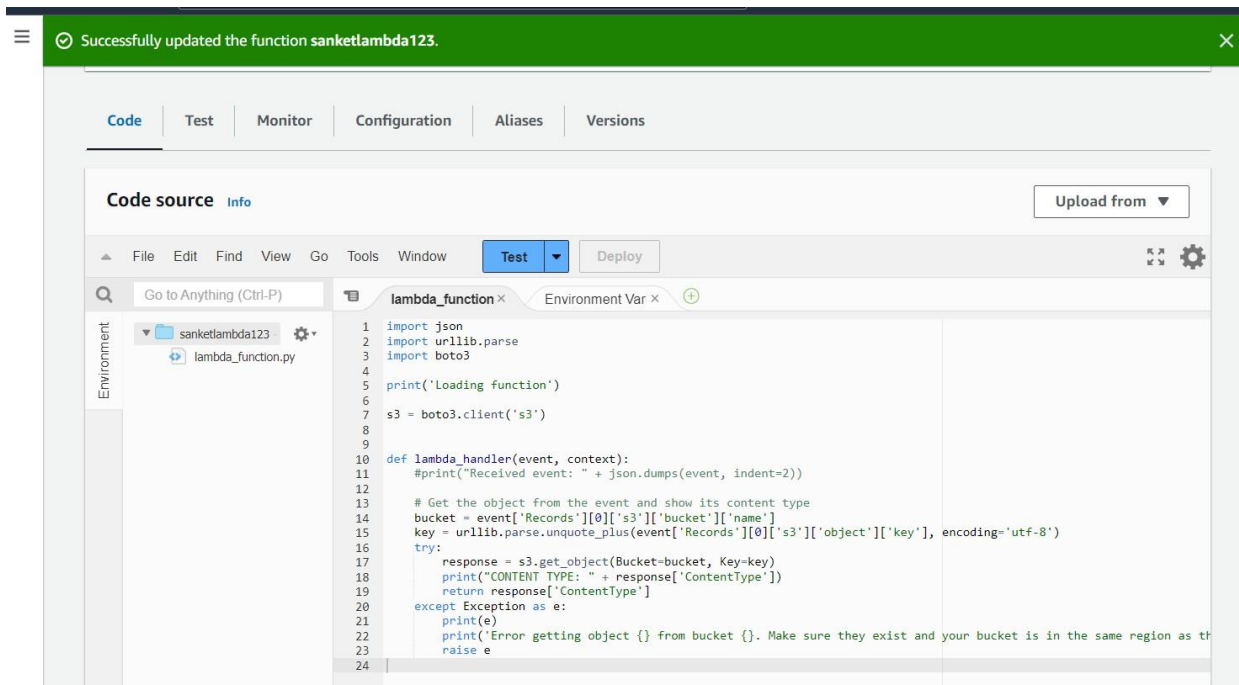 Successfully updated the function sanketlambda123.
Code Test Monitor Configuration Aliases Versions
Code source Info
Upload from
File Edit Find View Go Tools Window Test Deploy
Go to Anything (Ctrl-P)
lambda_function Environment Var
Environment
sanketlambda123
lambda_function.py
1 import json
2 import urllib.parse
3 import boto3
4
5 print('Loading function')
6
7 s3 = boto3.client('s3')
8
9
10 def lambda_handler(event, context):
11 #print("Received event: " + json.dumps(event, indent=2))
12
13 # Get the object from the event and show its content type
14 bucket = event['Records'][0]['s3']['bucket']['name']
15 key = urllib.parse.unquote_plus(event['Records'][0]['s3']['object']['key'], encoding='utf-8')
16 try:
17 response = s3.get_object(Bucket=bucket, Key=key)
18 print("CONTENT TYPE: " + response['ContentType'])
19 return response['ContentType']
20 except Exception as e:
21 print(e)
22 print('Error getting object {} from bucket {}. Make sure they exist and your bucket is in the same region as th
23 raise e
24